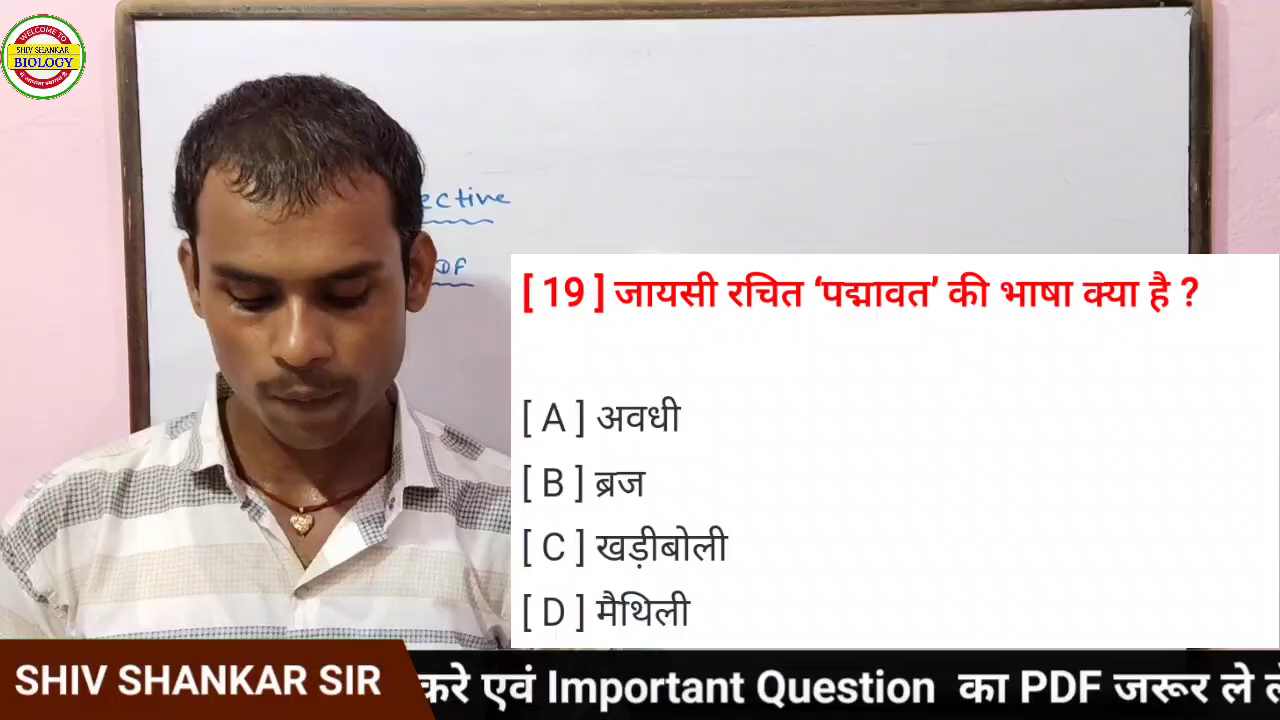 WELCOME TO
SHIV SHANKAR
BIOLOGY
ective
DF
[ 19 ] जायसी रचित ‘पद्मावत’ की भाषा क्या है ?
[ A ] अवधी
[ B ] ब्रज
[ C ] खड़ीबोली
[ D ] मैथिली
SHIV SHANKAR SIR
करे एवं Important Question का PDF जरूर ले ले